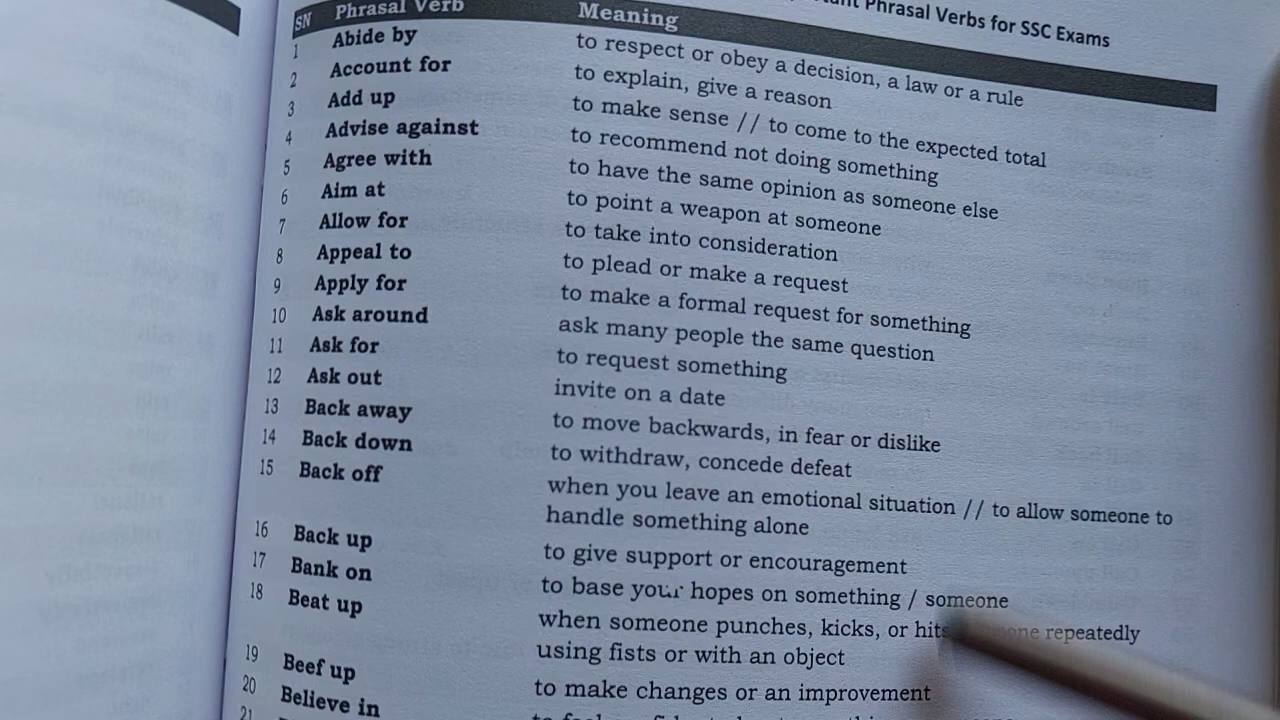 Phrasal Verbs for SSC Exams
SN Phrasal Verb Meaning
1 Abide by to respect or obey a decision, a law or a rule
2 Account for to explain, give a reason
3 Add up to make sense // to come to the expected total
4 Advise against to recommend not doing something
5 Agree with to have the same opinion as someone else
6 Aim at to point a weapon at someone
7 Allow for to take into consideration
8 Appeal to to plead or make a request
9 Apply for to make a formal request for something
10 Ask around ask many people the same question
11 Ask for to request something
12 Ask out invite on a date
13 Back away to move backwards, in fear or dislike
14 Back down to withdraw, concede defeat
15 Back off when you leave an emotional situation // to allow someone to
handle something alone
16 Back up to give support or encouragement
17 Bank on to base your hopes on something / someone
18 Beat up when someone punches, kicks, or hits repeatedly
using fists or with an object
19 Beef up to make changes or an improvement
20 Believe in
21